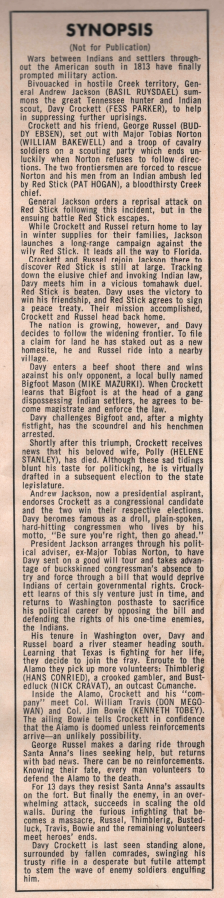 SYNOPSIS
(Not for Publication)
Wars between Indians and settlers through-
out the American south in 1813 have finally
prompted military action.
Bivouacked in hostile Creek territory, Gen-
eral Andrew Jackson (BASIL RUYSDAEL) sum-
mons the great Tennessee hunter and Indian
scout, Davy Crockett (FESS PARKER), to help
in suppressing further uprisings.
Crockett and his friend, George Russel (BUD-
DY EBSEN), set out with Major Tobias Norton
(WILLIAM BAKEWELL) and a troop of cavalry
soldiers on a scouting party which ends un-
luckily when Norton refuses to follow direc-
tions. The two frontiersmen are forced to rescue
Norton and his men from an Indian ambush led
by Red Stick (PAT HOGAN), a bloodthirsty Creek
chief.
General Jackson orders a reprisal attack on
Red Stick following this incident, but in the
ensuing battle Red Stick escapes.
While Crockett and Russel return home to lay
in winter supplies for their families, Jackson
launches a long-range campaign against the
wily Red Stick. It leads all the way to Florida.
Crockett and Russel rejoin Jackson there to
discover Red Stick is still at large. Tracking
down the elusive chief and invoking Indian law,
Davy meets him in a vicious tomahawk duel.
Red Stick is beaten. Davy uses the victory to
win his friendship, and Red Stick agrees to sign
a peace treaty. Their mission accomplished,
Crockett and Russel head back home.
The nation is growing, however, and Davy
decides to follow the widening frontier. To file
a claim for land he has staked out as a new
homesite, he and Russel ride into a nearby
village.
Davy enters a beef shoot there and wins
against his only opponent, a local bully named
Bigfoot Mason (MIKE MAZURKI). When Crockett
learns that Bigfoot is at the head of a gang
dispossessing Indian settlers, he agrees to be-
come magistrate and enforce the law.
Davy challenges Bigfoot and, after a mighty
fistfight, has the scoundrel and his henchmen
arrested.
Shortly after this triumph, Crockett receives
news that his beloved wife, Polly (HELENE
STANLEY), has died. Although these sad tidings
blunt his taste for politicking, he is virtually
drafted in a subsequent election to the state
legislature.
Andrew Jackson, now a presidential aspirant,
endorses Crockett as a congressional candidate
and the two win their respective elections.
Davy becomes famous as a droll, plain-spoken,
hard-hitting congressmen who lives by his
motto, "Be sure you're right, then go ahead."
President Jackson arranges through his polit-
ical adviser, ex-Major Tobias Norton, to have
Davy sent on a good will tour and takes advan-
tage of buckskinned congressman's absence to
try and force through a bill that would deprive
Indians of certain governmental rights. Crock-
ett learns of this sly venture just in time, and
returns to Washington posthaste to sacrifice
his political career by opposing the bill and
defending the rights of his one-time enemies,
the Indians.
His tenure in Washington over, Davy and
Russel board a river steamer heading south.
Learning that Texas is fighting for her life,
they decide to join the fray. Enroute to the
Alamo they pick up more volunteers: Thimblerig
(HANS CONRIED), a crooked gambler, and Bust-
edluck (NICK CRAVAT), an outcast Comanche.
Inside the Alamo, Crockett and his "com-
pany" meet Col. William Travis (DON MEGO-
WAN) and Col. Jim Bowie (KENNETH TOBEY).
The ailing Bowie tells Crockett in confidence
that the Alamo is doomed unless reinforcements
arrive—an unlikely possibility.
George Russel makes a daring ride through
Santa Anna's lines seeking help, but returns
with bad news. There can be no reinforcements.
Knowing their fate, every man volunteers to
defend the Alamo to the death.
For 13 days they resist Santa Anna's assaults
on the fort. But finally the enemy, in an over-
whelming attack, succeeds in scaling the old
walls. During the furious infighting that be-
comes a massacre, Russel, Thimblerig, Busted-
luck, Travis, Bowie and the remaining volunteers
meet heroes' ends.
Davy Crockett is last seen standing alone,
surrounded by fallen comrades, swinging his
trusty rifle in a desperate but futile attempt
to stem the wave of enemy soldiers engulfing
him.